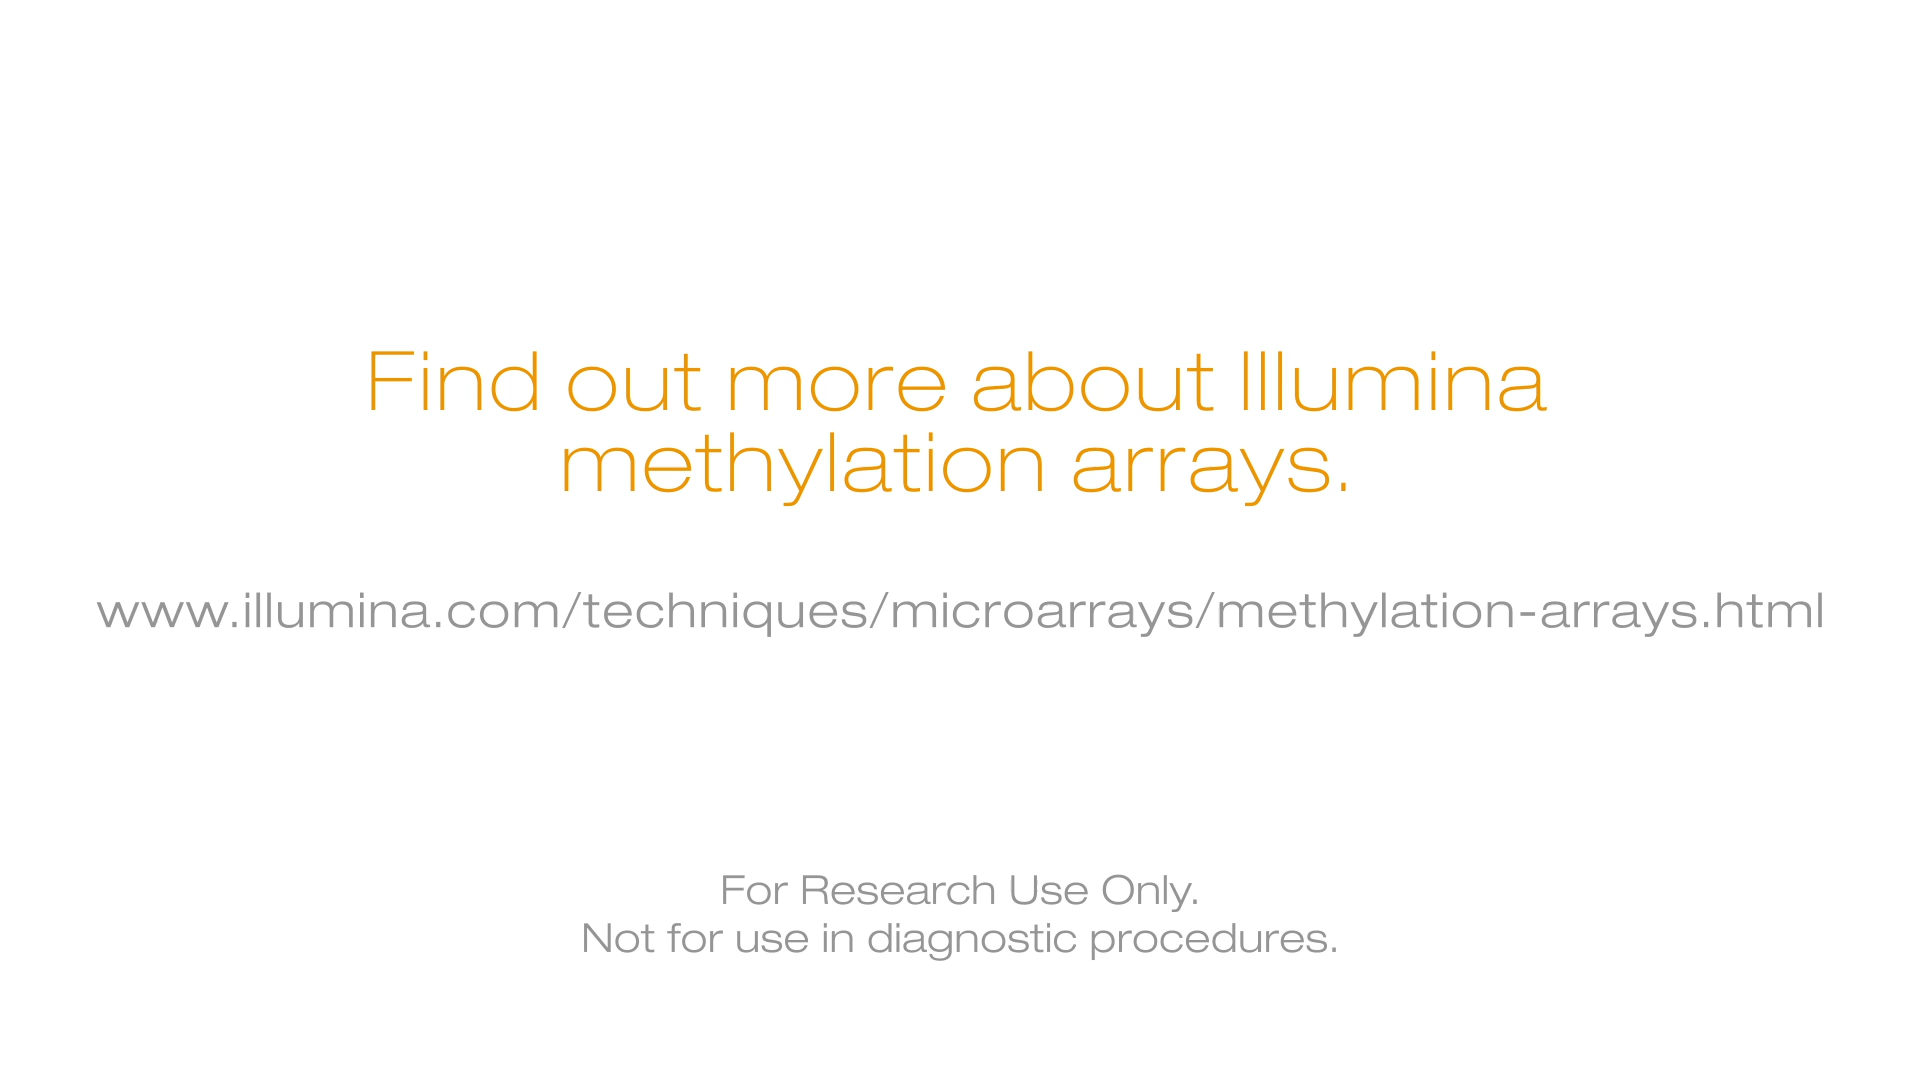 Find out more about Illumina
methylation arrays.
www.illumina.com/techniques/microarrays/methylation-arrays.html
For Research Use Only.
Not for use in diagnostic procedures.